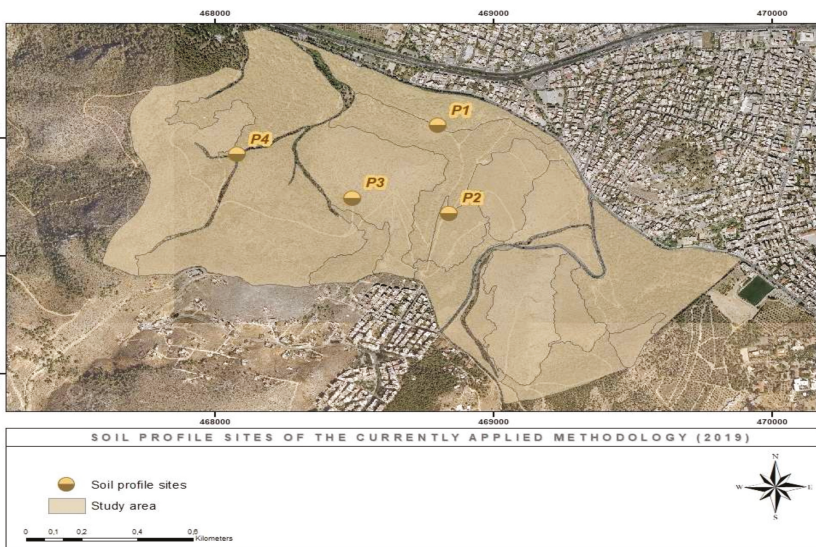 468000 469000 470000
P1
P4
P3
P2
468000 469000 470000
SOIL PROFILE SITES OF THE CURRENTLY APPLIED METHODOLOGY (2019)
N
Soil profile sites
W E
Study area
S
0 0,1 0,2 0,4 0,6
Kilometers